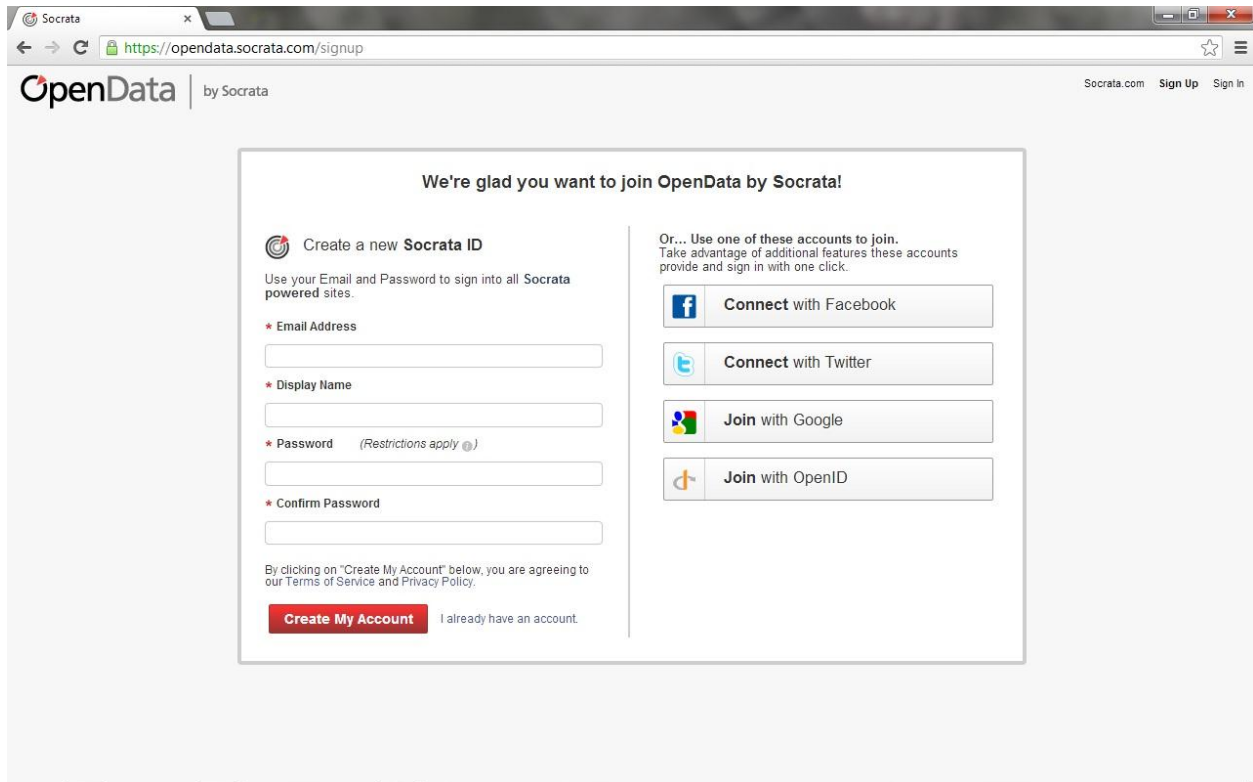 Socrata
https://opendata.socrata.com/signup
OpenData by Socrata
Socrata.com Sign Up Sign In
We're glad you want to join OpenData by Socrata!
Create a new Socrata ID
Use your Email and Password to sign into all Socrata
powered sites.
* Email Address
* Display Name
* Password (Restrictions apply i)
* Confirm Password
By clicking on "Create My Account" below, you are agreeing to
our Terms of Service and Privacy Policy.
Create My Account I already have an account.
Or... Use one of these accounts to join.
Take advantage of additional features these accounts
provide and sign in with one click.
f Connect with Facebook
t Connect with Twitter
g Join with Google
Join with OpenID